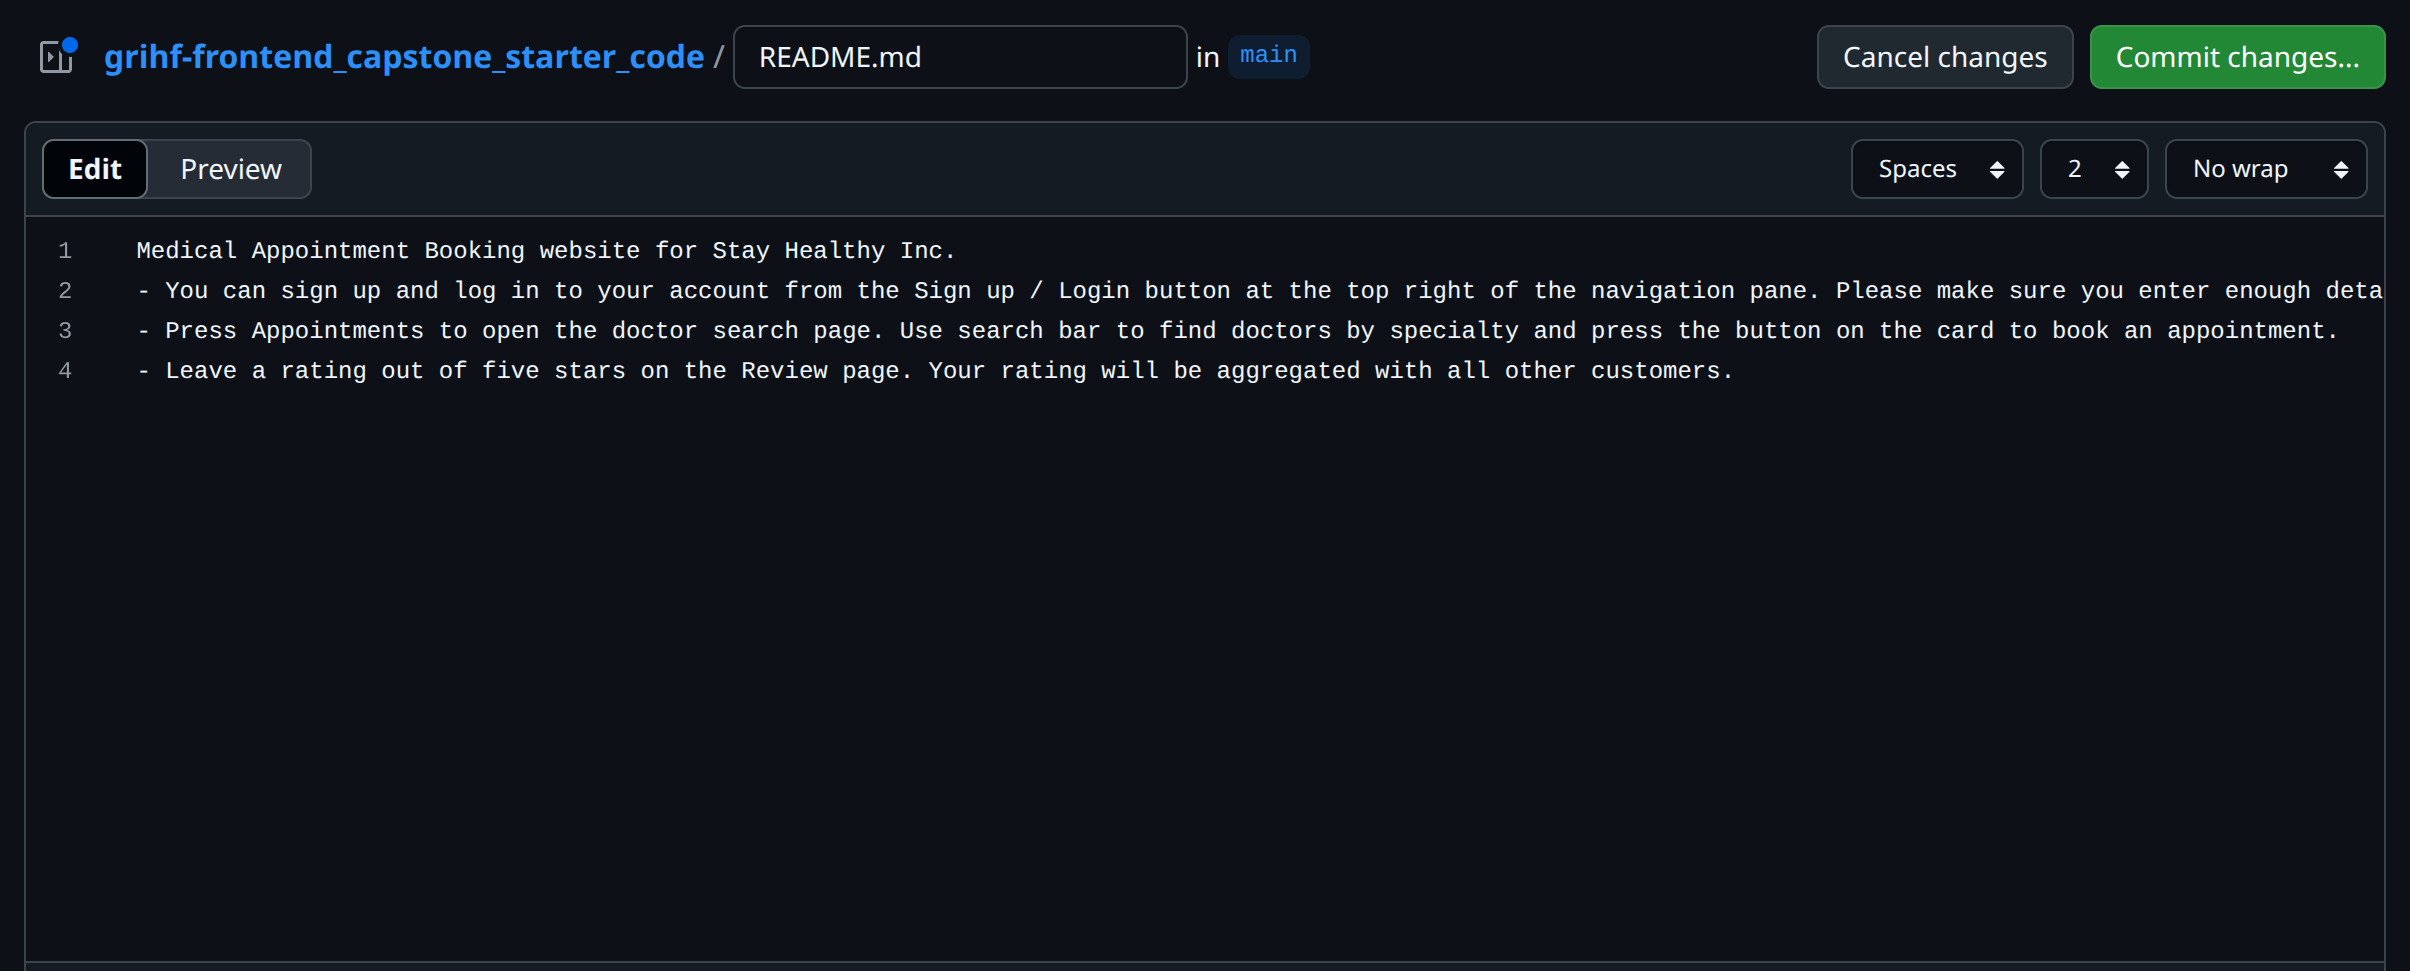 grihf-frontend_capstone_starter_code / README.md in main Cancel changes Commit changes...
Edit Preview Spaces 2 No wrap
1 Medical Appointment Booking website for Stay Healthy Inc.
2 - You can sign up and log in to your account from the Sign up / Login button at the top right of the navigation pane. Please make sure you enter enough deta
3 - Press Appointments to open the doctor search page. Use search bar to find doctors by specialty and press the button on the card to book an appointment.
4 - Leave a rating out of five stars on the Review page. Your rating will be aggregated with all other customers.